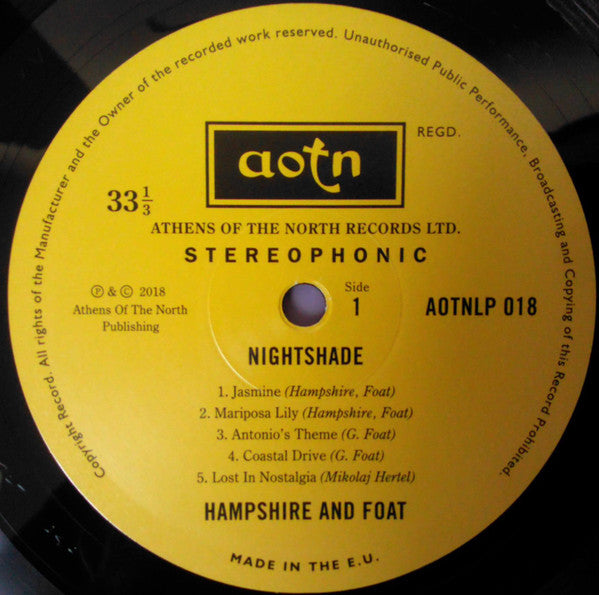 Copyright Record. All rights of the Manufacturer and the Owner of the recorded work reserved. Unauthorised Public Performance, Broadcasting and Copying of this Record Prohibited.
aotn
REGD.
33 1/3
ATHENS OF THE NORTH RECORDS LTD.
STEREOPHONIC
℗ & © 2018
Athens Of The North
Publishing
Side
1
AOTNLP 018
NIGHTSHADE
1. Jasmine (Hampshire, Foat)
2. Mariposa Lily (Hampshire, Foat)
3. Antonio's Theme (G. Foat)
4. Coastal Drive (G. Foat)
5. Lost In Nostalgia (Mikolaj Hertel)
HAMPSHIRE AND FOAT
MADE IN THE E.U.